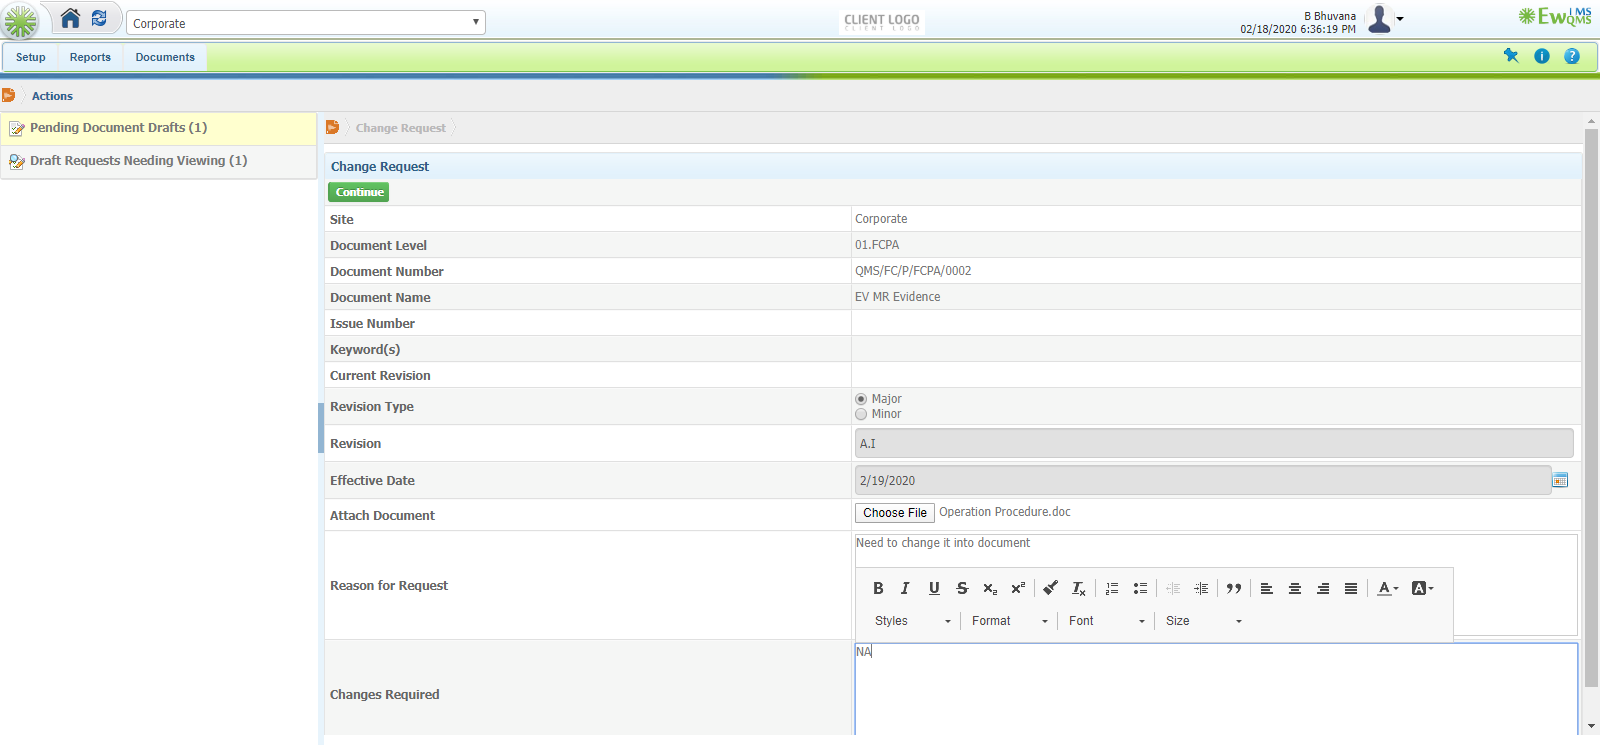 Corporate
CLIENT LOGO
CLIENT LOGO
B Bhuvana
02/18/2020 6:36:19 PM
EwQMS
LMS
Setup Reports Documents
Actions
Pending Document Drafts (1)
Draft Requests Needing Viewing (1)
Change Request
Change Request
Continue
Site Corporate
Document Level 01.FCPA
Document Number QMS/FC/P/FCPA/0002
Document Name EV MR Evidence
Issue Number
Keyword(s)
Current Revision
Revision Type
Major
Minor
Revision A.I
Effective Date 2/19/2020
Attach Document Choose File Operation Procedure.doc
Reason for Request
Need to change it into document
Styles Format Font Size
Changes Required
NA